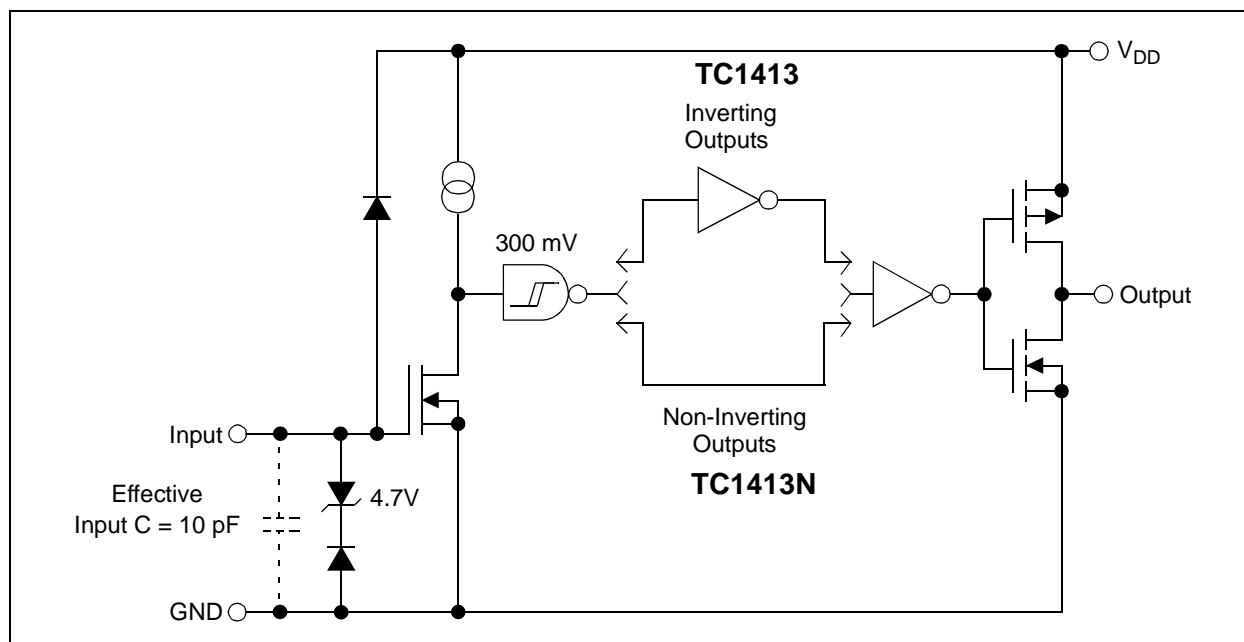 V_DD
TC1413
Inverting
Outputs
300 mV
Output
Input
Non-Inverting
Outputs
TC1413N
4.7V
Effective
Input C = 10 pF
GND